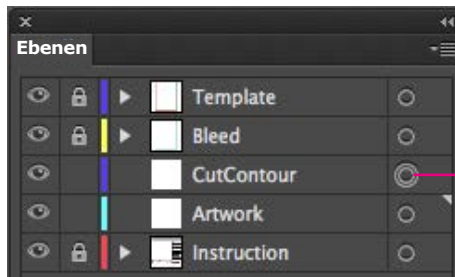 Ebenen
Template
Bleed
CutContour
Artwork
Instruction